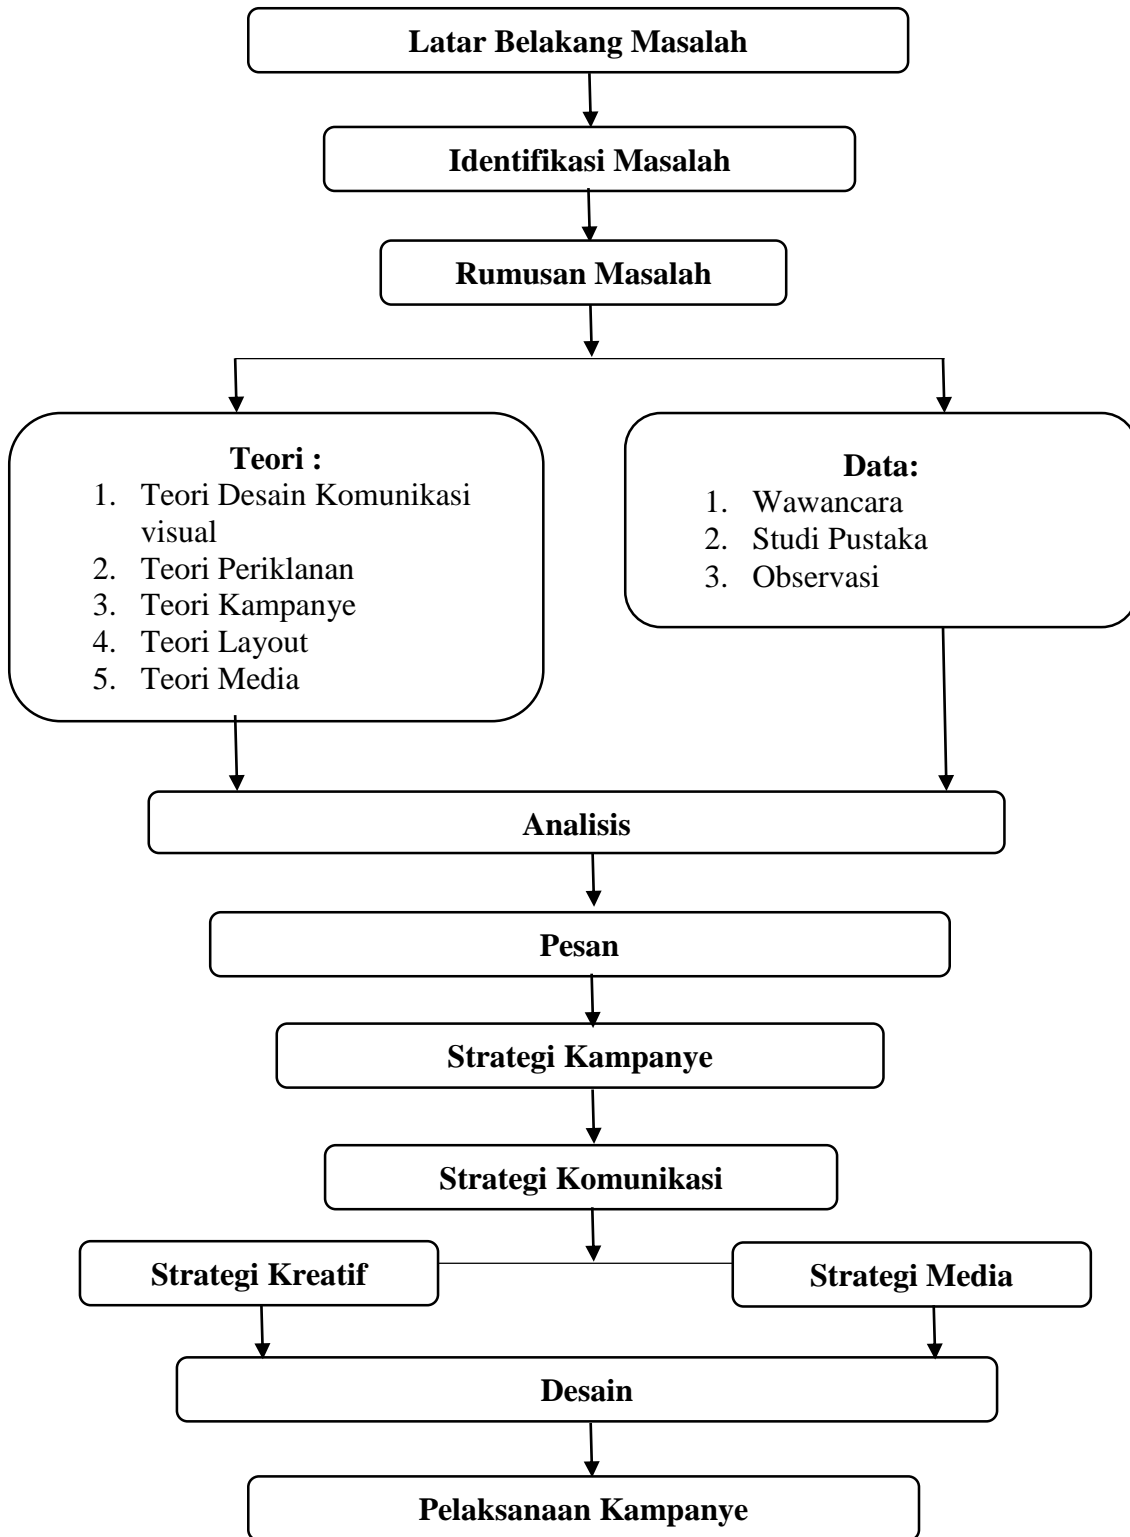 Latar Belakang Masalah
Identifikasi Masalah
Rumusan Masalah
Teori :
1. Teori Desain Komunikasi
visual
2. Teori Periklanan
3. Teori Kampanye
4. Teori Layout
5. Teori Media
Data:
1. Wawancara
2. Studi Pustaka
3. Observasi
Analisis
Pesan
Strategi Kampanye
Strategi Komunikasi
Strategi Kreatif
Strategi Media
Desain
Pelaksanaan Kampanye